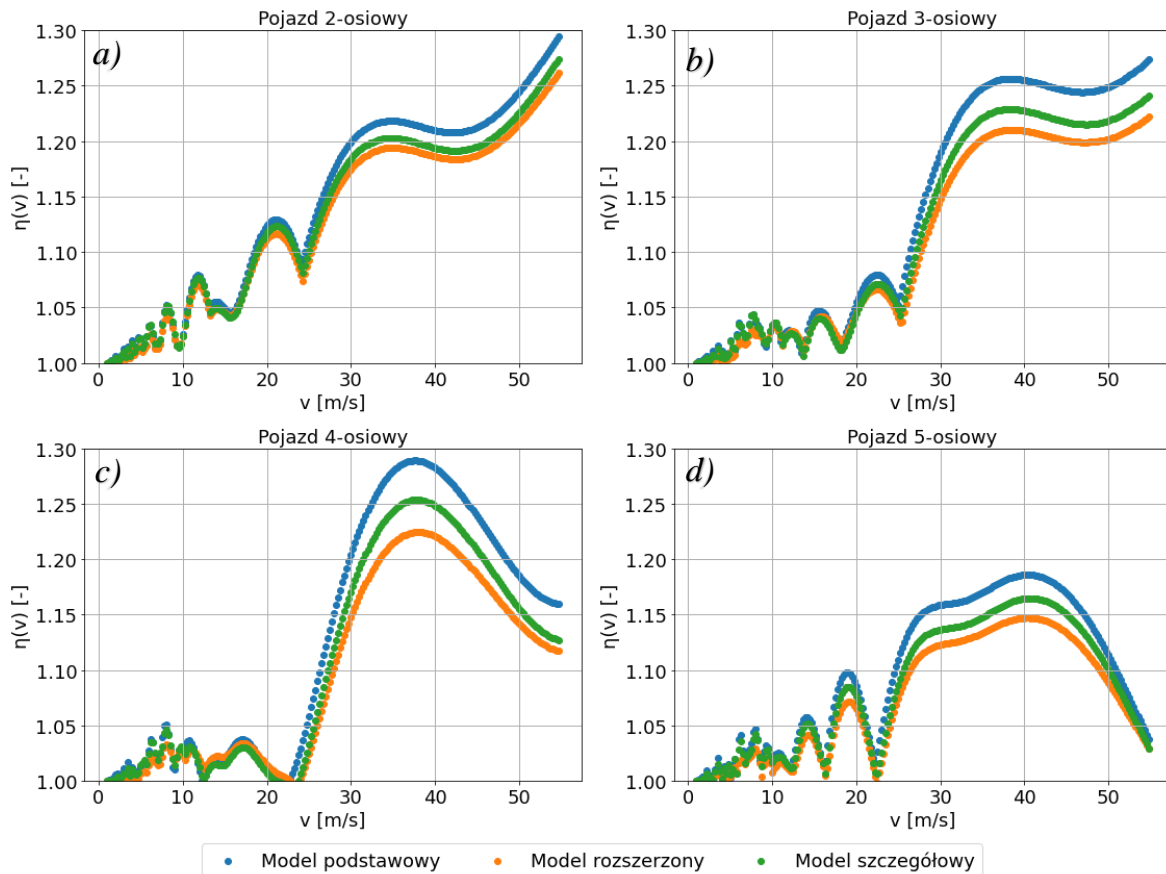 Pojazd 2-osiowy
a)
1.30
1.25
1.20
1.15
1.10
1.05
1.00
η(v) [-]
0 10 20 30 40 50
v [m/s]
Pojazd 3-osiowy
b)
1.30
1.25
1.20
1.15
1.10
1.05
1.00
η(v) [-]
0 10 20 30 40 50
v [m/s]
Pojazd 4-osiowy
c)
1.30
1.25
1.20
1.15
1.10
1.05
1.00
η(v) [-]
0 10 20 30 40 50
v [m/s]
Pojazd 5-osiowy
d)
1.30
1.25
1.20
1.15
1.10
1.05
1.00
η(v) [-]
0 10 20 30 40 50
v [m/s]
Model podstawowy Model rozszerzony Model szczegółowy